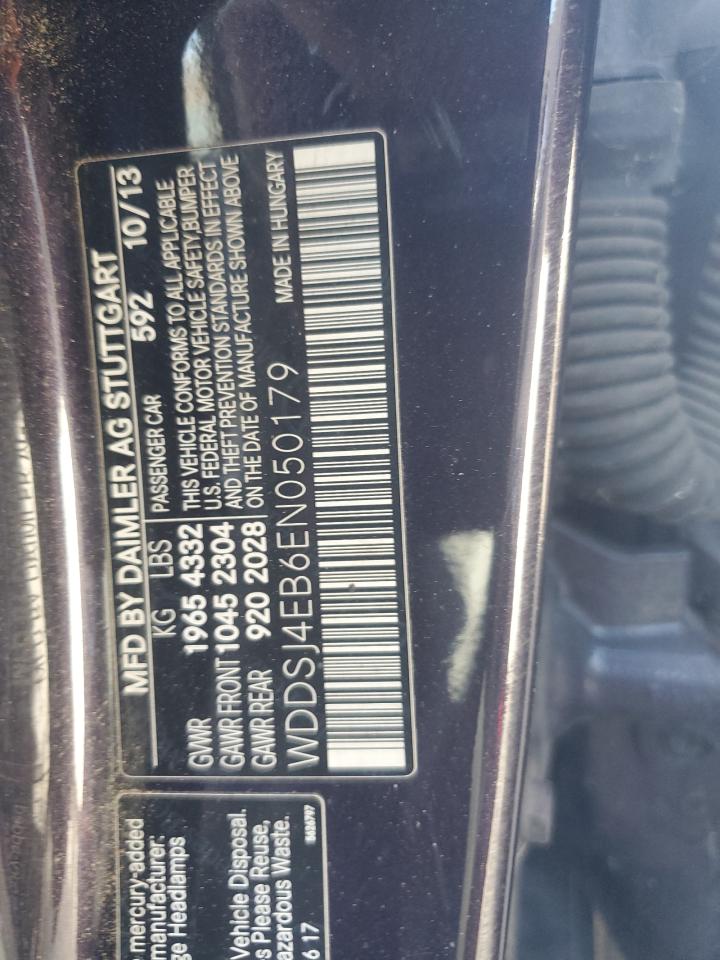 MFD BY DAIMLER AG STUTTGART
KG LBS
PASSENGER CAR 592 10/13
GVWR 1965 4332
GAWR FRONT 1045 2304
GAWR REAR 920 2028
THIS VEHICLE CONFORMS TO ALL APPLICABLE
U.S. FEDERAL MOTOR VEHICLE SAFETY, BUMPER
AND THEFT PREVENTION STANDARDS IN EFFECT
ON THE DATE OF MANUFACTURE SHOWN ABOVE
WDDSJ4EB6EN050179 MADE IN HUNGARY
mercury-added
manufacturer:
ge Headlamps
Vehicle Disposal.
s Please Reuse,
azardous Waste.
617